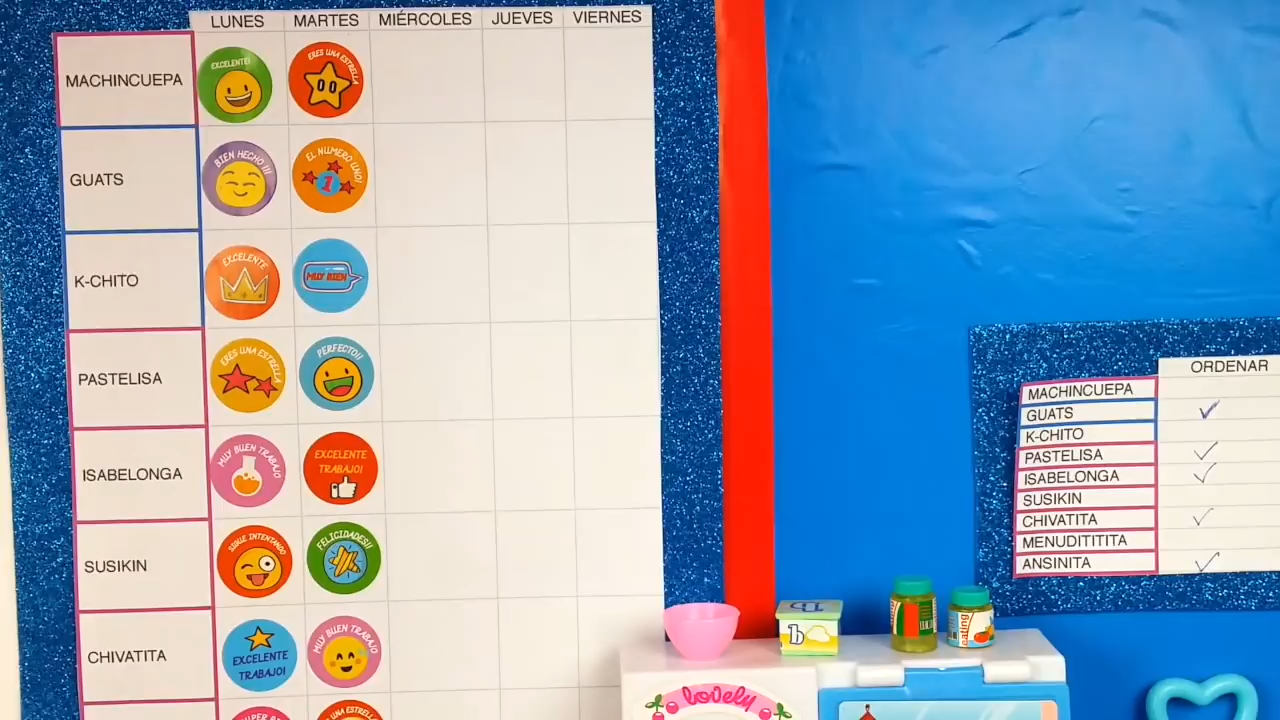 LUNES MARTES MIÉRCOLES JUEVES VIERNES
MACHINCUEPA
EXCELENTE!
ERES UNA ESTRELLA
GUATS
BIEN HECHO !!!
EL NUMERO UNO!
1
K-CHITO
EXCELENTE
MUY BIEN
PASTELISA
ERES UNA ESTRELLA
PERFECTO!!
ISABELONGA
MUY BUEN TRABAJO
EXCELENTE
TRABAJO!
SUSIKIN
SIGUE INTENTANDO
FELICIDADES!!
CHIVATITA
EXCELENTE
TRABAJO!
MUY BUEN TRABAJO
ORDENAR
MACHINCUEPA
GUATS
K-CHITO
PASTELISA
ISABELONGA
SUSIKIN
CHIVATITA
MENUDITITITA
ANSINITA
b
eating
lovely